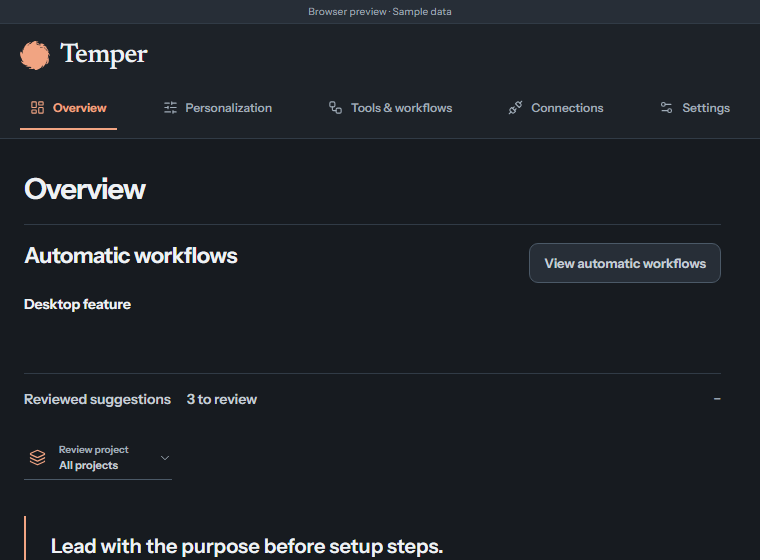 Browser preview · Sample data
Temper
Overview
Personalization
Tools & workflows
Connections
Settings
Overview
Automatic workflows
View automatic workflows
Desktop feature
Reviewed suggestions 3 to review –
Review project
All projects
Lead with the purpose before setup steps.